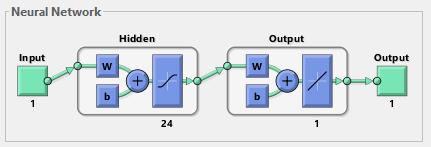 Neural Network
Hidden
Output
Input
Output
W
W
b
b
1
24
1
1